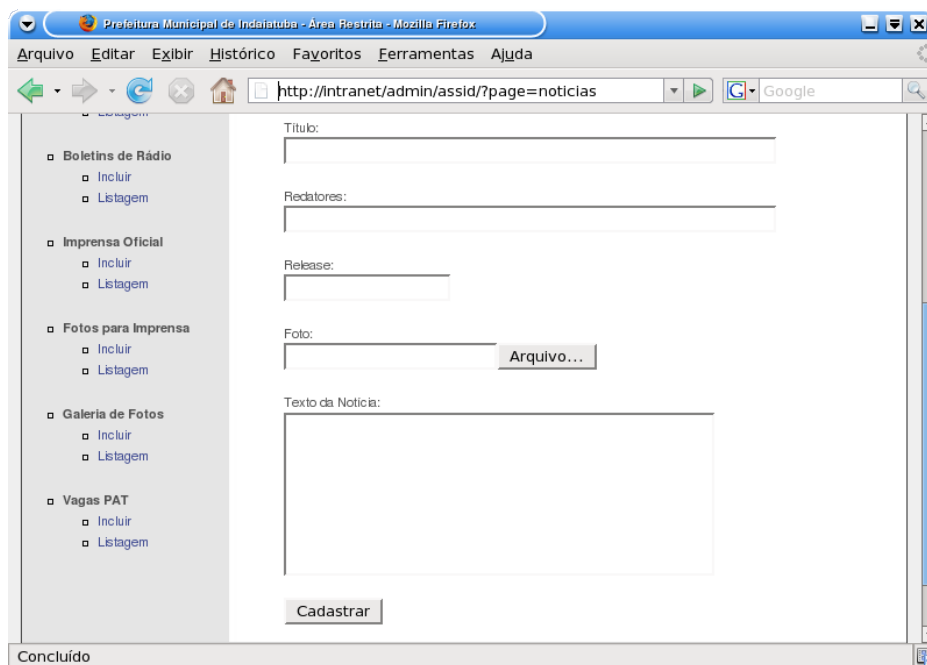 Prefeitura Municipal de Indaiatuba - Área Restrita - Mozilla Firefox
Arquivo Editar Exibir Histórico Favoritos Ferramentas Ajuda
http://intranet/admin/assid/?page=noticias G Google
Listagem
Boletins de Rádio
Incluir
Listagem
Imprensa Oficial
Incluir
Listagem
Fotos para Imprensa
Incluir
Listagem
Galeria de Fotos
Incluir
Listagem
Vagas PAT
Incluir
Listagem
Título:
Redatores:
Release:
Foto:
Arquivo...
Texto da Notícia:
Cadastrar
Concluído